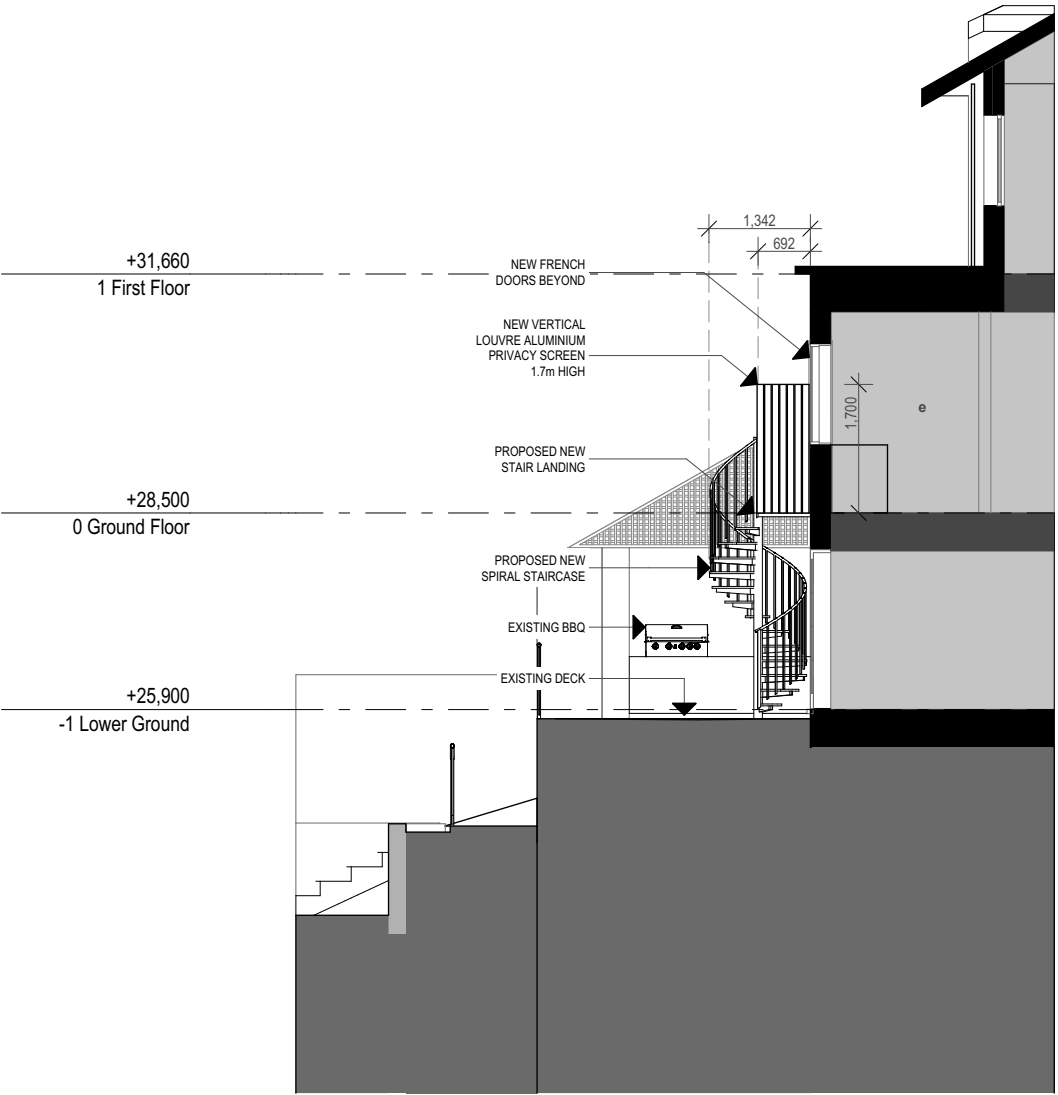 1,342
692
+31,660
1 First Floor
NEW FRENCH
DOORS BEYOND
NEW VERTICAL
LOUVRE ALUMINIUM
PRIVACY SCREEN
1.7m HIGH
1,700
e
PROPOSED NEW
STAIR LANDING
+28,500
0 Ground Floor
PROPOSED NEW
SPIRAL STAIRCASE
EXISTING BBQ
EXISTING DECK
+25,900
-1 Lower Ground